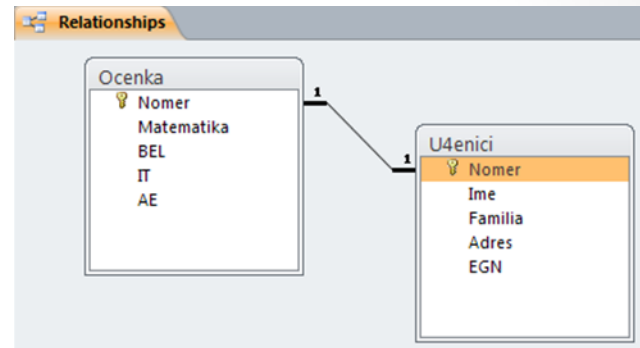 Relationships
Ocenka
Nomer
Matematika
BEL
IT
AE
1
1
U4enici
Nomer
Ime
Familia
Adres
EGN